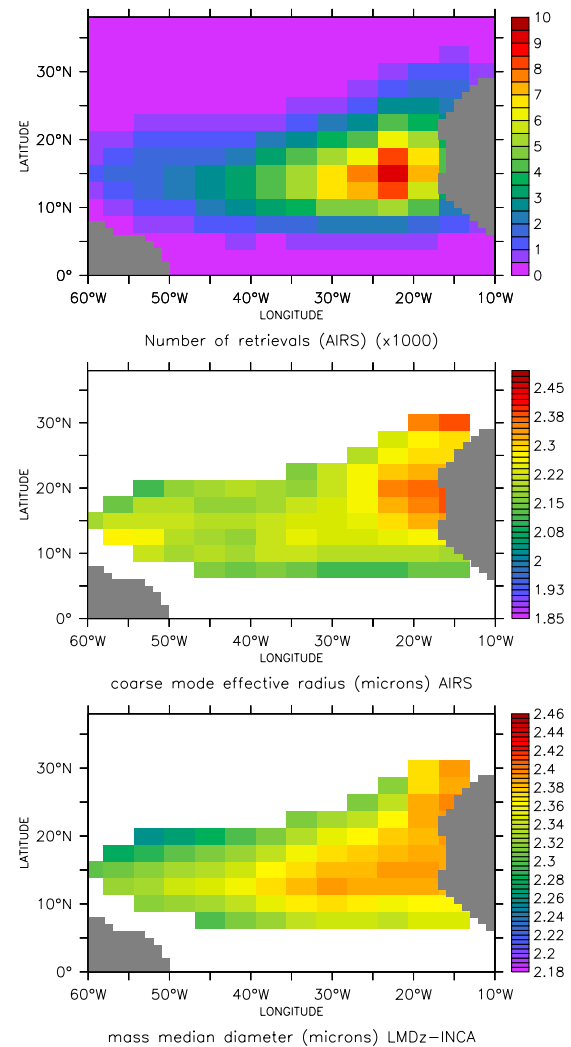 10
9
8
7
6
5
4
3
2
1
0
30°N
20°N
10°N
0°
LATITUDE
60°W 50°W 40°W 30°W 20°W 10°W
LONGITUDE
Number of retrievals (AIRS) (x1000)
2.45
2.38
2.3
2.22
2.15
2.08
2
1.93
1.85
30°N
20°N
10°N
0°
LATITUDE
60°W 50°W 40°W 30°W 20°W 10°W
LONGITUDE
coarse mode effective radius (microns) AIRS
2.46
2.44
2.42
2.4
2.38
2.36
2.34
2.32
2.3
2.28
2.26
2.24
2.22
2.2
2.18
30°N
20°N
10°N
0°
LATITUDE
60°W 50°W 40°W 30°W 20°W 10°W
LONGITUDE
mass median diameter (microns) LMDz-INCA